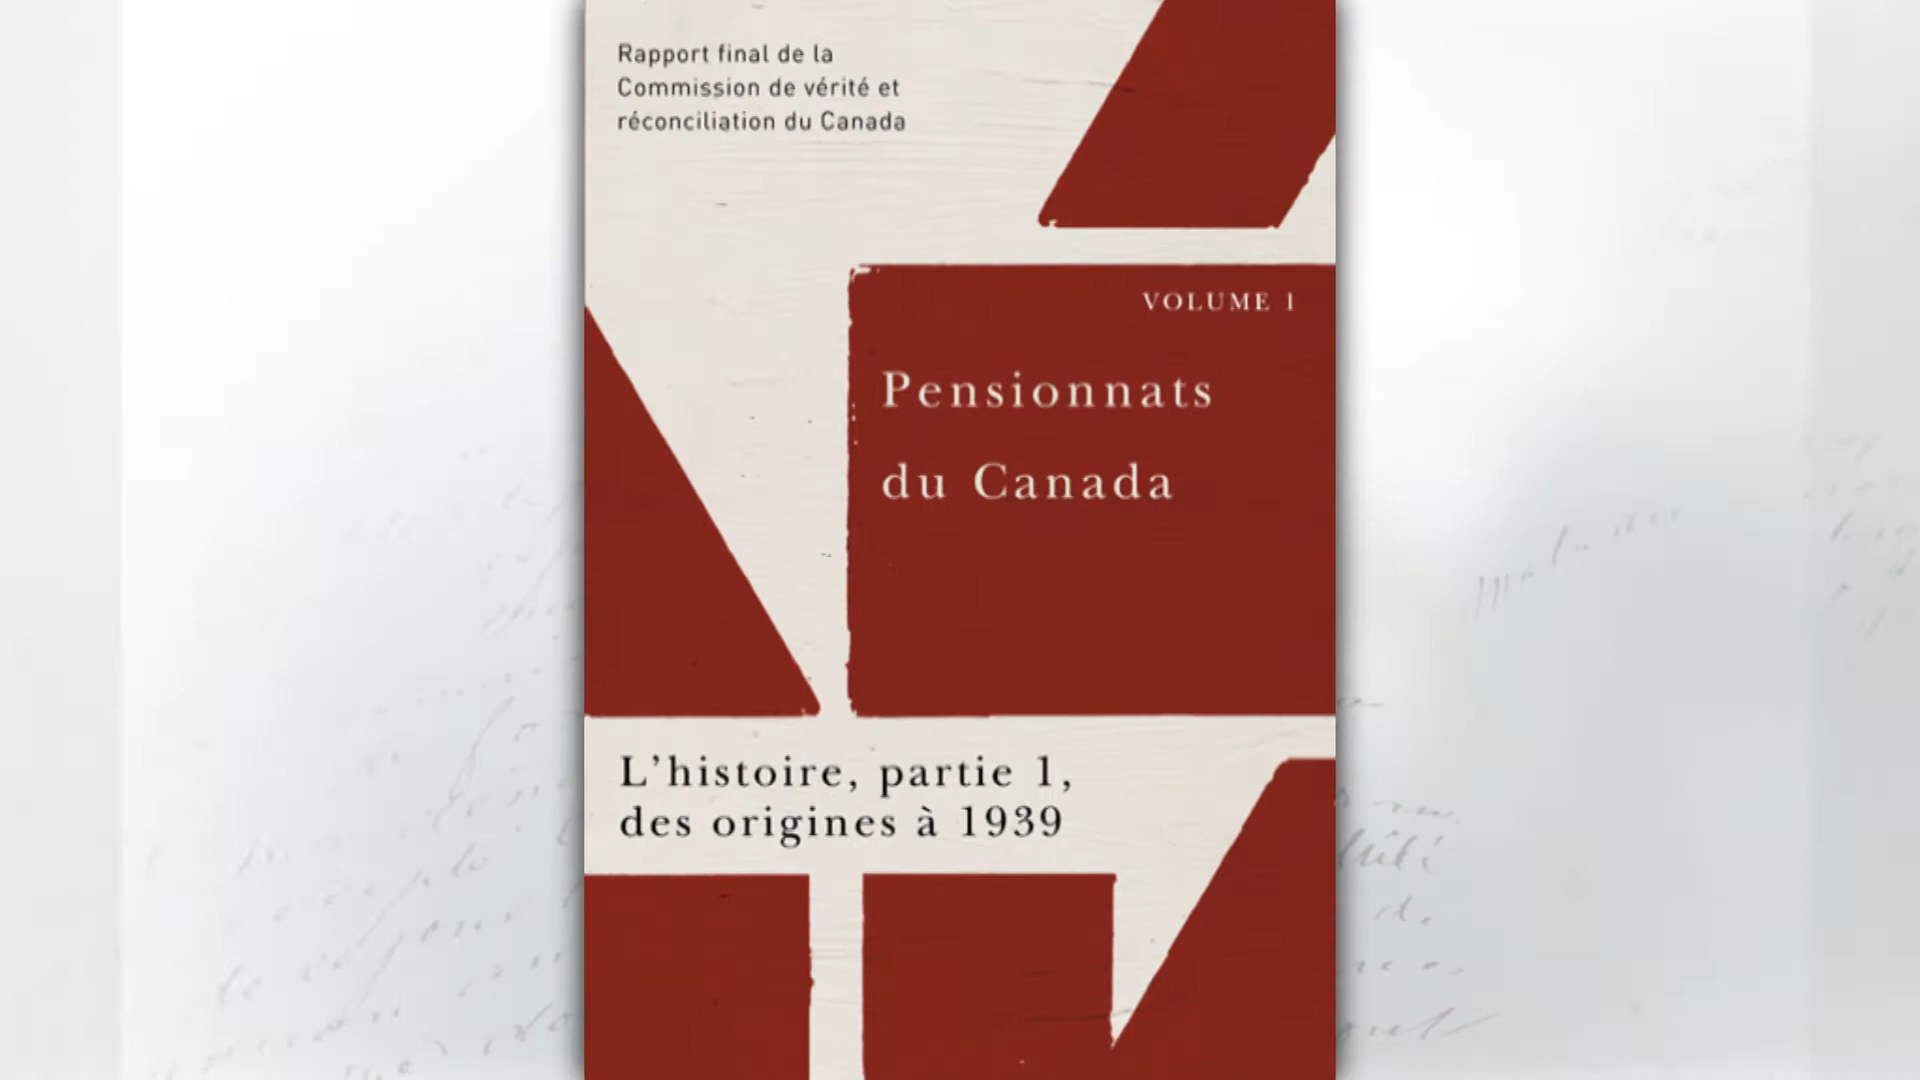 Rapport final de la
Commission de vérité et
réconciliation du Canada
VOLUME 1
Pensionnats
du Canada
L’histoire, partie 1,
des origines à 1939